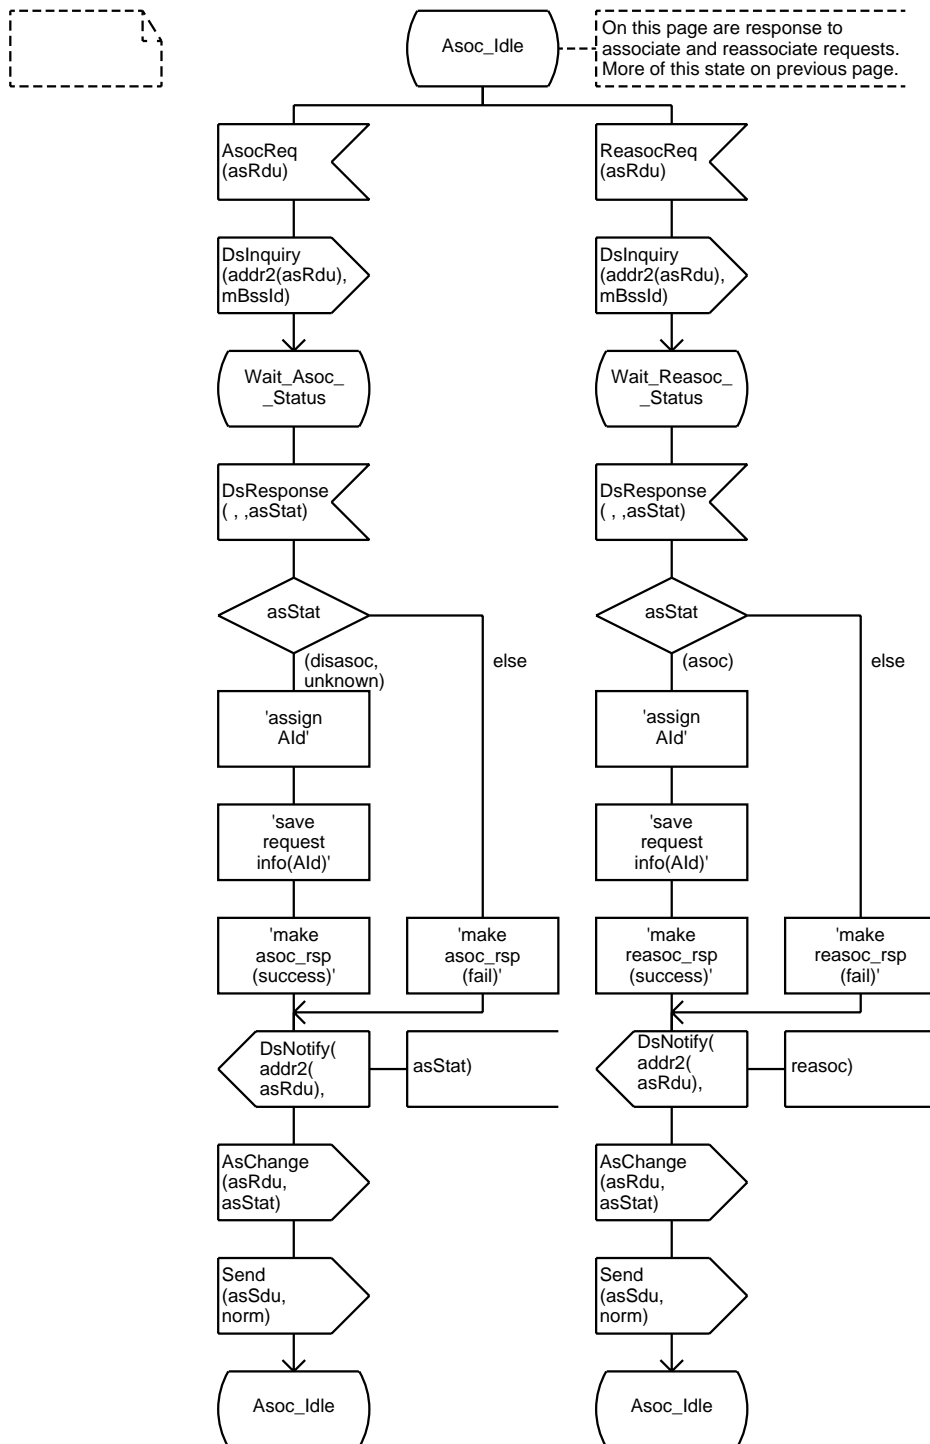 Asoc_Idle
On this page are response to
associate and reassociate requests.
More of this state on previous page.
AsocReq
(asRdu)
DsInquiry
(addr2(asRdu),
mBssId)
Wait_Asoc_
_Status
DsResponse
( , ,asStat)
asStat
(disasoc,
unknown)
else
'assign
AId'
'save
request
info(AId)'
'make
asoc_rsp
(success)'
'make
asoc_rsp
(fail)'
DsNotify(
addr2(
asRdu),
asStat)
AsChange
(asRdu,
asStat)
Send
(asSdu,
norm)
Asoc_Idle
ReasocReq
(asRdu)
DsInquiry
(addr2(asRdu),
mBssId)
Wait_Reasoc_
_Status
DsResponse
( , ,asStat)
asStat
(asoc)
else
'assign
AId'
'save
request
info(AId)'
'make
reasoc_rsp
(success)'
'make
reasoc_rsp
(fail)'
DsNotify(
addr2(
asRdu),
reasoc)
AsChange
(asRdu,
asStat)
Send
(asSdu,
norm)
Asoc_Idle